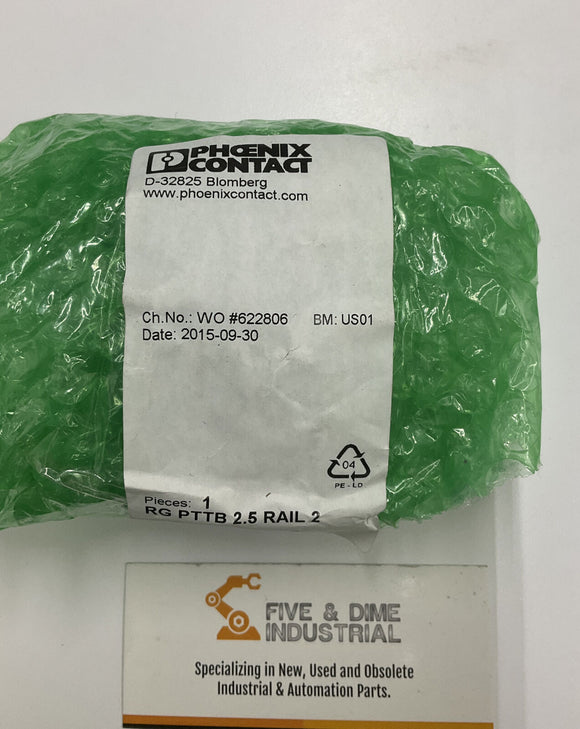 PHŒNIX
CONTACT
D-32825 Blomberg
www.phoenixcontact.com
Ch.No.: WO #622806 BM: US01
Date: 2015-09-30
04
PE-LD
Pieces: 1
RG PTTB 2.5 RAIL 2
FIVE & DIME
INDUSTRIAL
Specializing in New, Used and Obsolete
Industrial & Automation Parts.